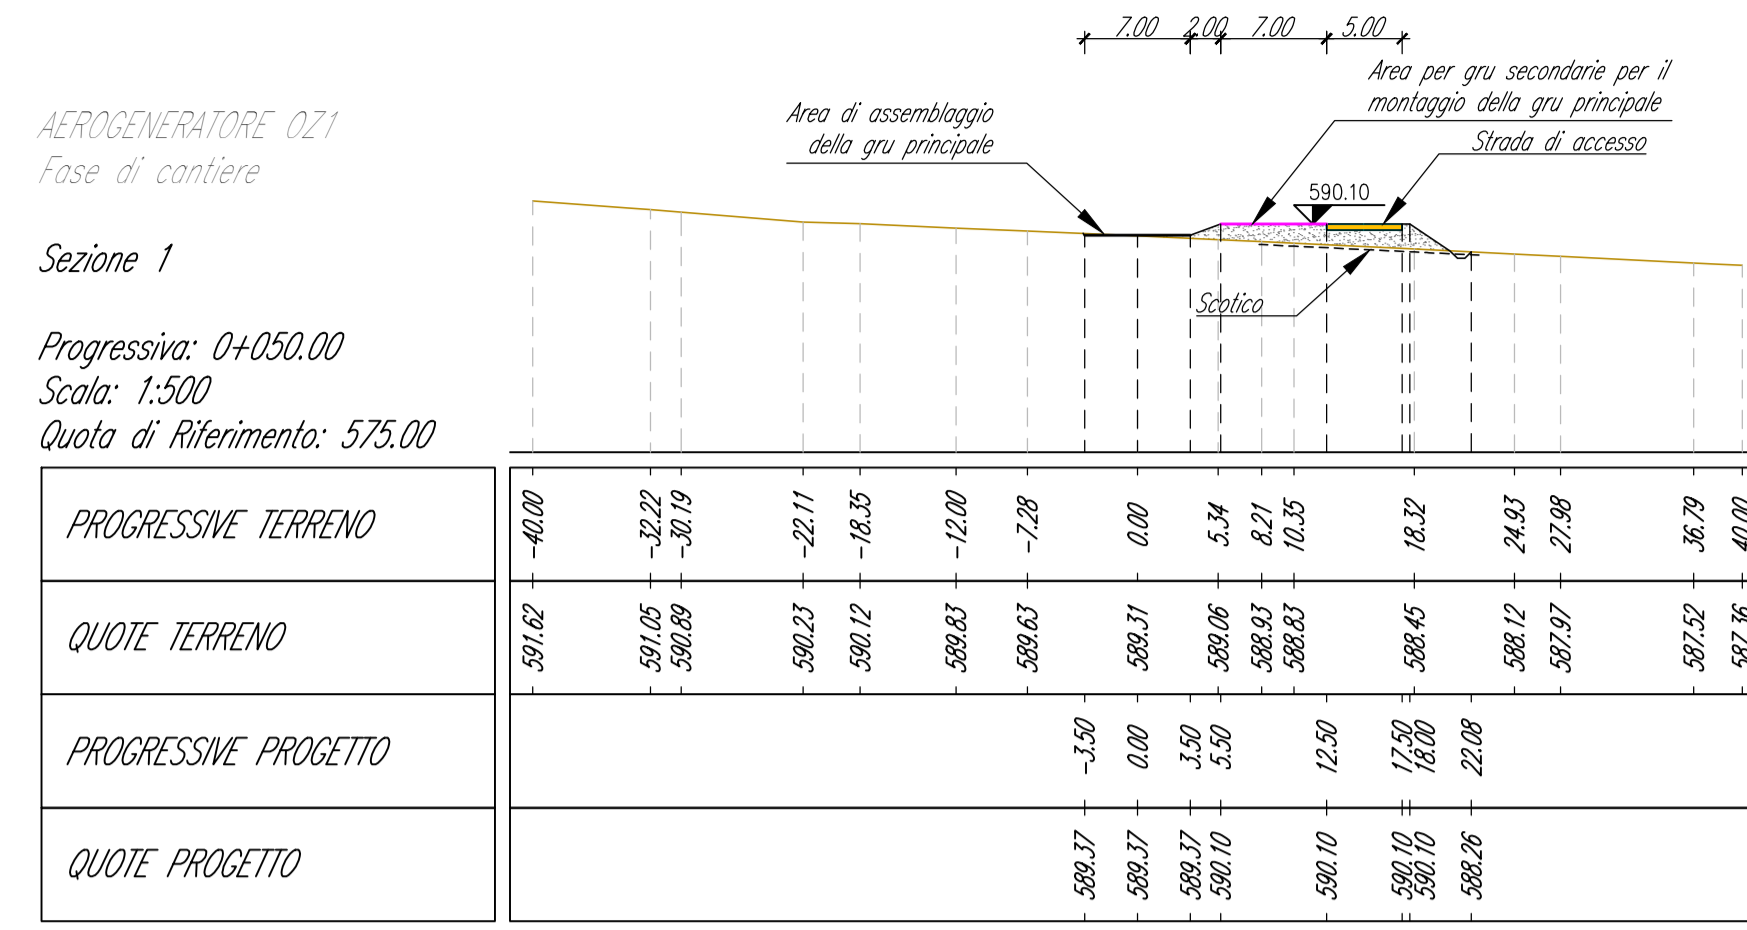 7.00 2.00 7.00 5.00
Area per gru secondarie per il
montaggio della gru principale
Area di assemblaggio
della gru principale
Strada di accesso
AEROGENERATORE OZ1
Fase di cantiere
590.10
Sezione 1
Scotico
Progressiva: 0+050.00
Scala: 1:500
Quota di Riferimento: 575.00
PROGRESSIVE TERRENO -40.00 -32.22 -30.19 -22.11 -18.35 -12.00 -7.28 0.00 5.34 8.21 10.35 18.32 24.93 27.98 36.79 40.00
QUOTE TERRENO 591.62 591.05 590.89 590.23 590.12 589.83 589.63 589.31 589.06 588.93 588.83 588.45 588.12 587.97 587.52 587.36
PROGRESSIVE PROGETTO -3.50 0.00 3.50 5.50 12.50 17.50 18.00 22.08
QUOTE PROGETTO 589.37 589.37 589.37 590.10 590.10 590.10 590.10 588.26